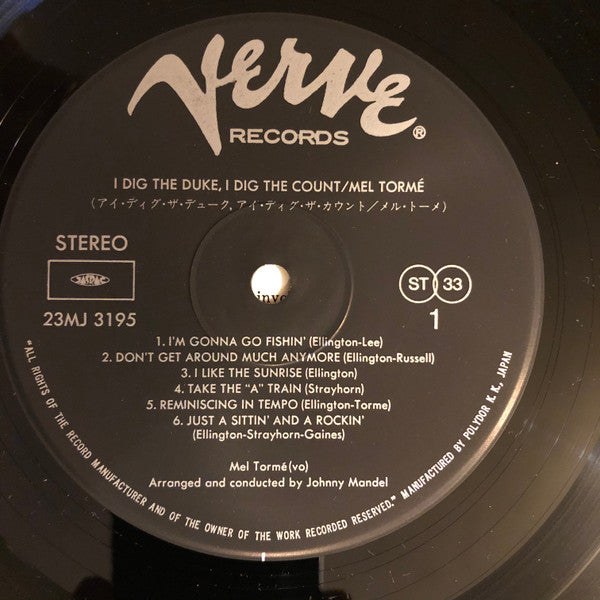 Verve
RECORDS®
I DIG THE DUKE, I DIG THE COUNT/MEL TORMÉ
(アイ・ディグ・ザ・デューク, アイ・ディグ・ザ・カウント／メル・トーメ)
STEREO
JASRAC
23MJ 3195
ST 33
1
1. I'M GONNA GO FISHIN' (Ellington-Lee)
2. DON'T GET AROUND MUCH ANYMORE (Ellington-Russell)
3. I LIKE THE SUNRISE (Ellington)
4. TAKE THE “A” TRAIN (Strayhorn)
5. REMINISCING IN TEMPO (Ellington-Torme)
6. JUST A SITTIN' AND A ROCKIN'
(Ellington-Strayhorn-Gaines)
Mel Tormé(vo)
Arranged and conducted by Johnny Mandel
"ALL RIGHTS OF THE RECORD MANUFACTURER AND OF THE OWNER OF THE WORK RECORDED RESERVED." MANUFACTURED BY POLYDOR K. K., JAPAN